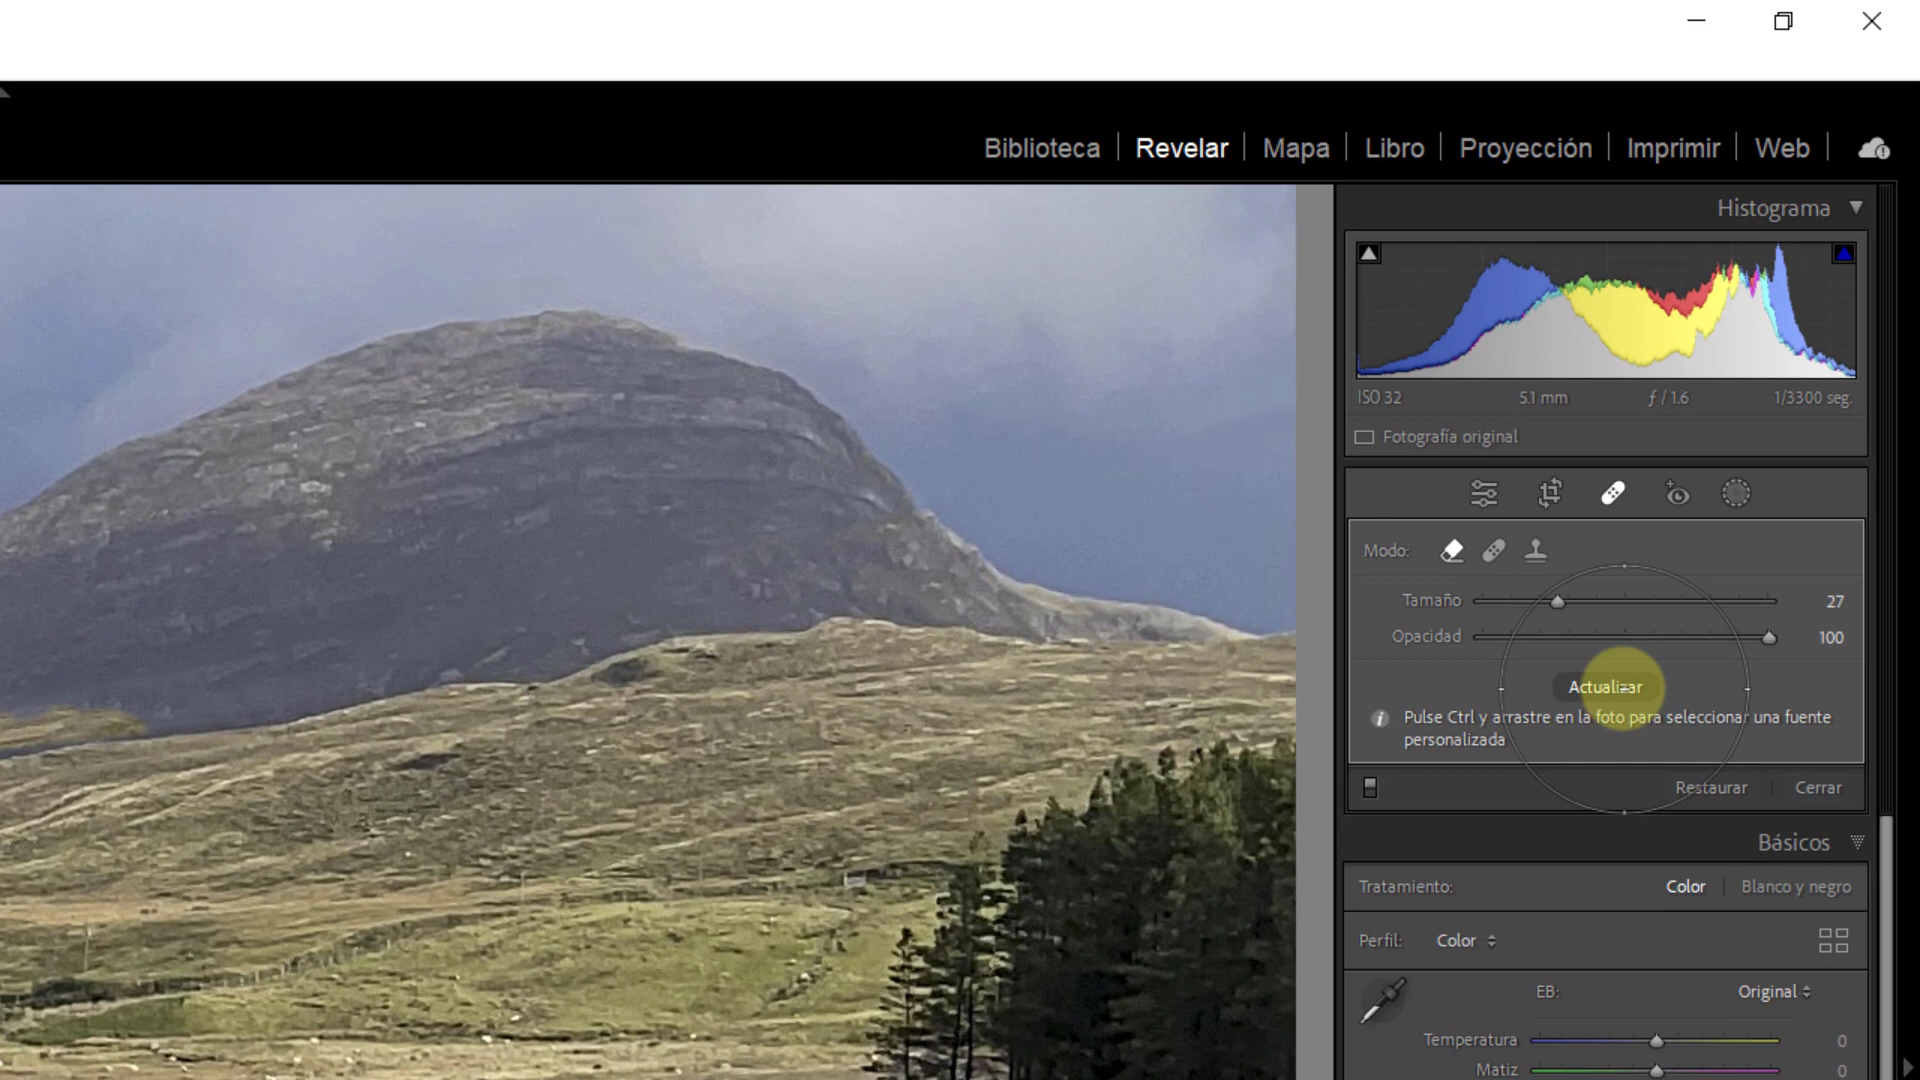 Biblioteca | Revelar | Mapa | Libro | Proyección | Imprimir | Web |
Histograma
ISO 32 5.1 mm ƒ / 1.6 1/3300 seg.
Fotografía original
Modo:
Tamaño 27
Opacidad 100
Actualizar
Pulse Ctrl y arrastre en la foto para seleccionar una fuente
personalizada
Restaurar | Cerrar
Básicos
Tratamiento: Color | Blanco y negro
Perfil: Color
EB: Original
Temperatura 0
Matiz 0